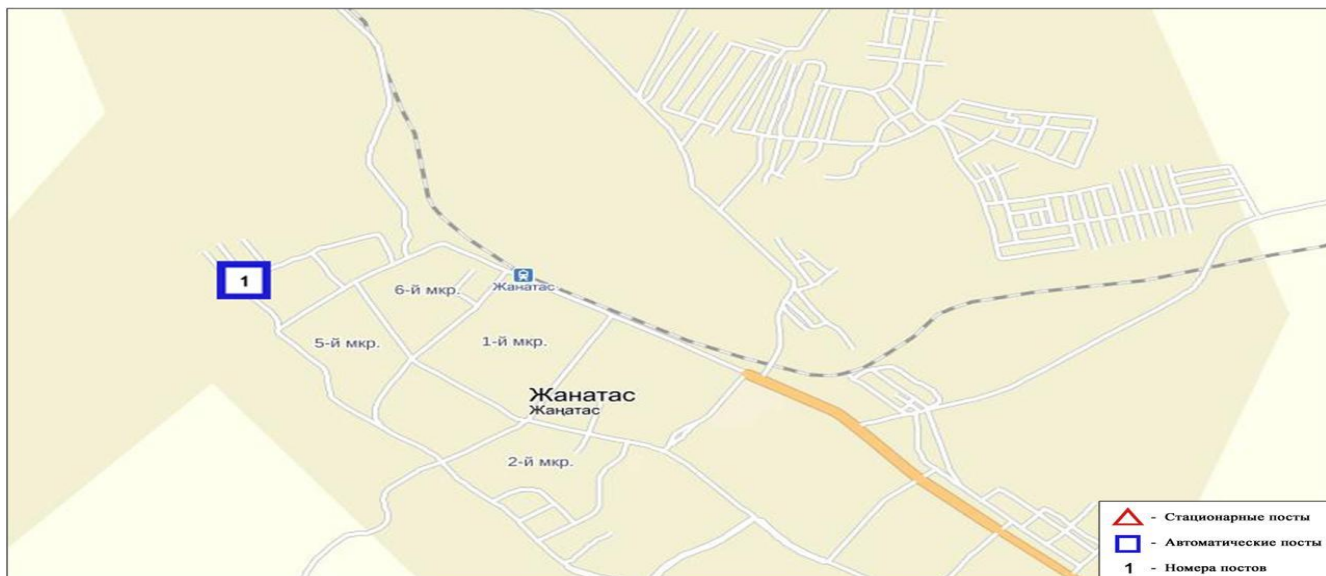 1
6-й мкр.
Жанатас
5-й мкр.
1-й мкр.
Жанатас
Жаңатас
2-й мкр.
- Стационарные посты
- Автоматические посты
1 - Номера постов